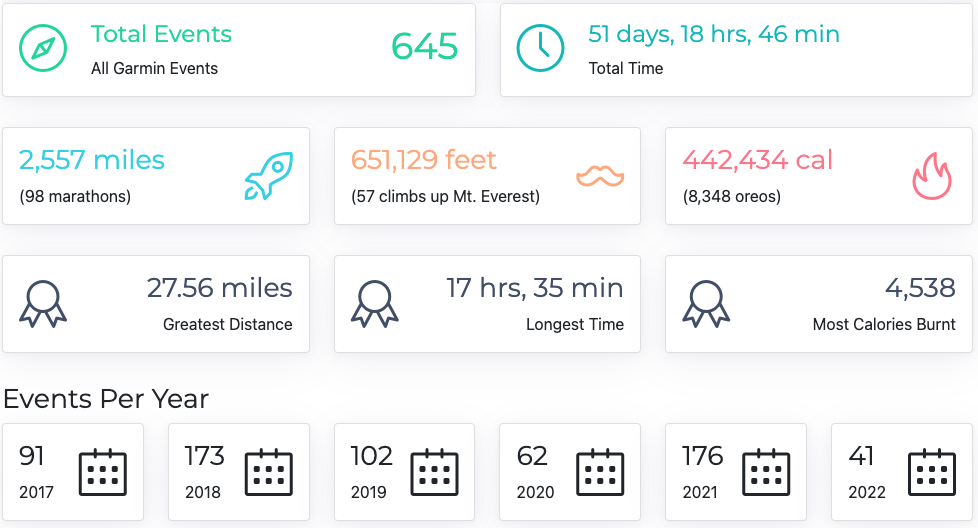 Total Events
All Garmin Events
645
51 days, 18 hrs, 46 min
Total Time
2,557 miles
(98 marathons)
651,129 feet
(57 climbs up Mt. Everest)
442,434 cal
(8,348 oreos)
27.56 miles
Greatest Distance
17 hrs, 35 min
Longest Time
4,538
Most Calories Burnt
Events Per Year
91
2017
173
2018
102
2019
62
2020
176
2021
41
2022